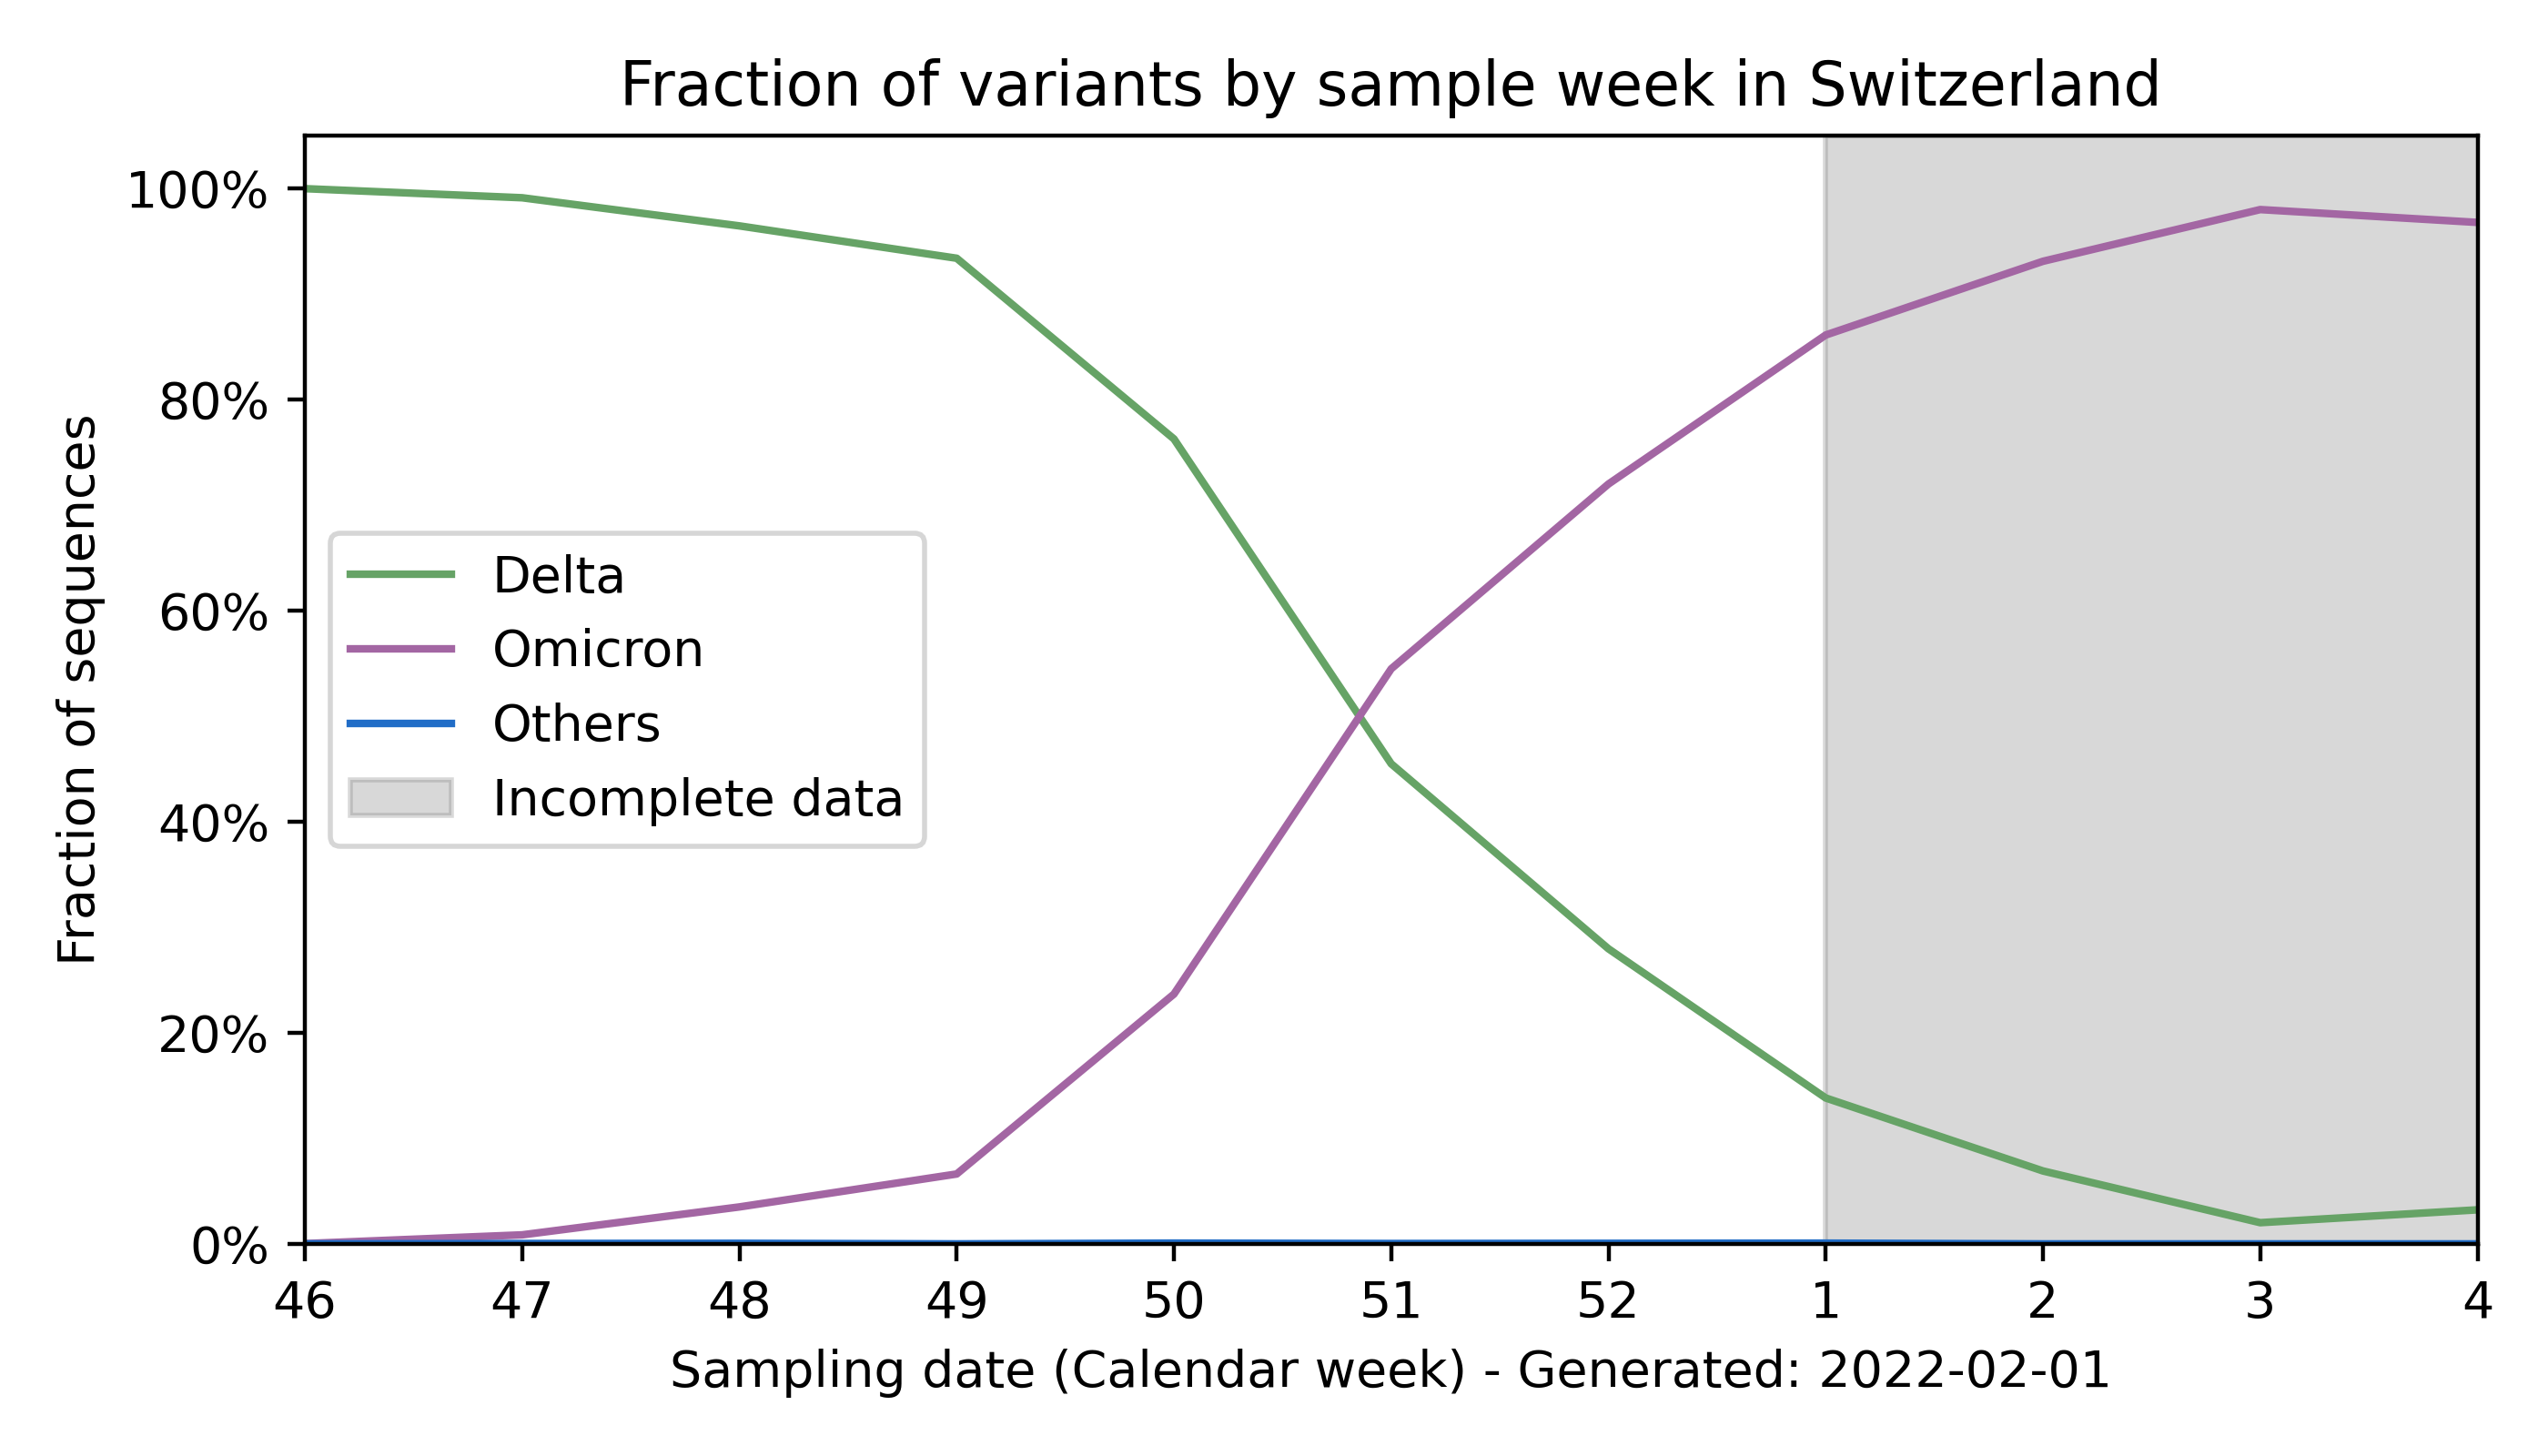 Fraction of variants by sample week in Switzerland
Fraction of sequences
100%
80%
60%
40%
20%
0%
Delta
Omicron
Others
Incomplete data
46 47 48 49 50 51 52 1 2 3 4
Sampling date (Calendar week) - Generated: 2022-02-01